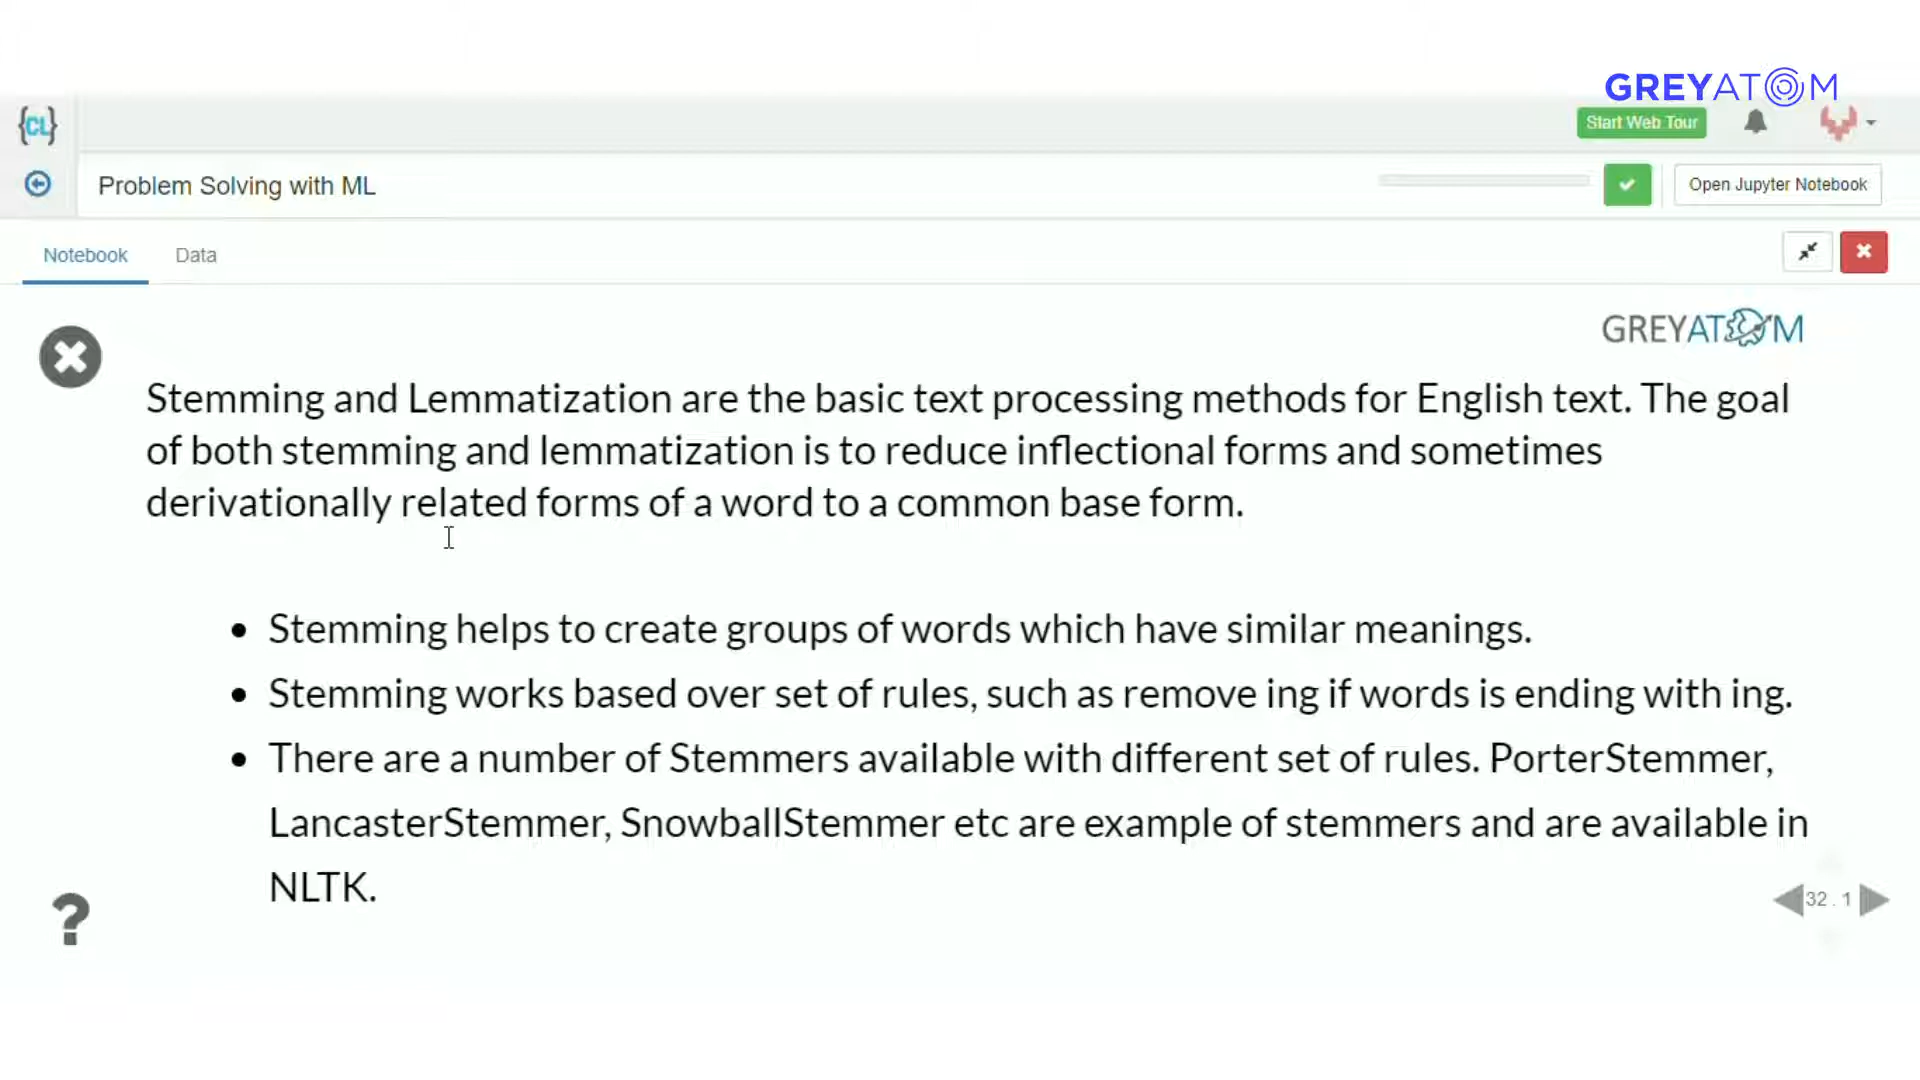 GREYATOM
{CL}
Start Web Tour
Problem Solving with ML
Open Jupyter Notebook
Notebook
Data
GREYATOM
Stemming and Lemmatization are the basic text processing methods for English text. The goal
of both stemming and lemmatization is to reduce inflectional forms and sometimes
derivationally related forms of a word to a common base form.
• Stemming helps to create groups of words which have similar meanings.
• Stemming works based over set of rules, such as remove ing if words is ending with ing.
• There are a number of Stemmers available with different set of rules. PorterStemmer,
LancasterStemmer, SnowballStemmer etc are example of stemmers and are available in
NLTK.
?
32 . 1